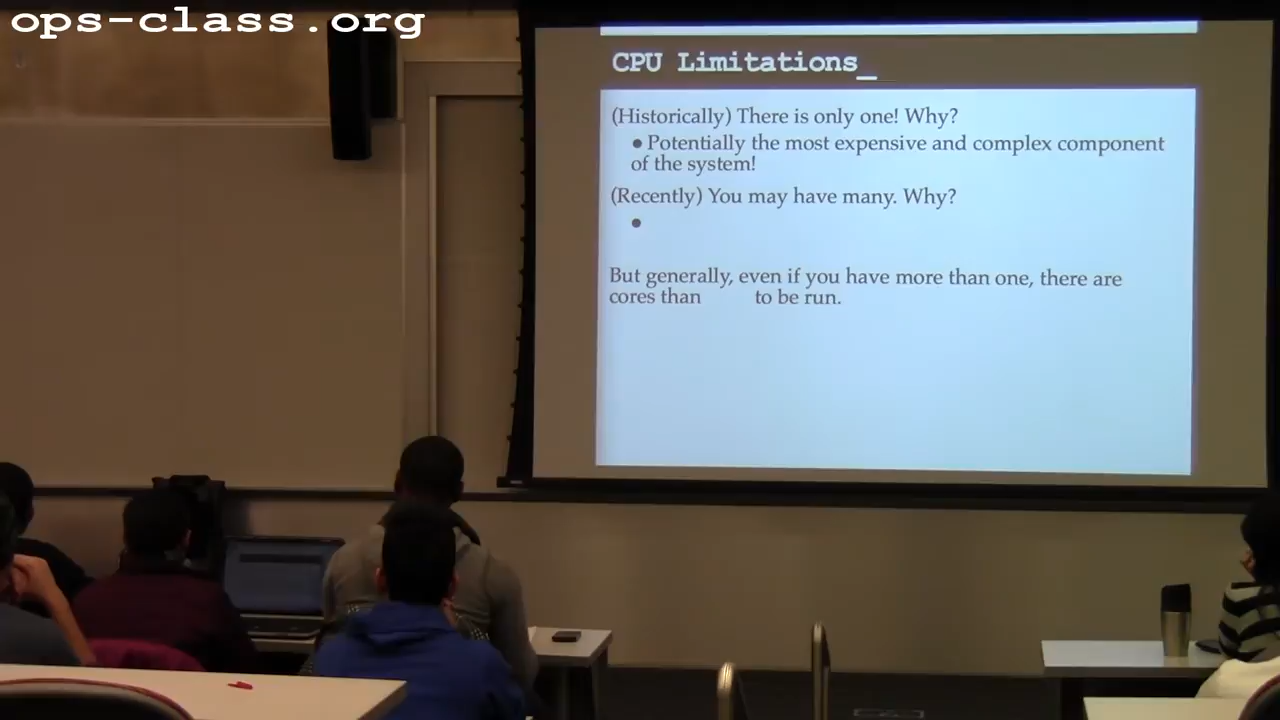 ops-class.org
CPU Limitations_
(Historically) There is only one! Why?
● Potentially the most expensive and complex component
of the system!
(Recently) You may have many. Why?
●
But generally, even if you have more than one, there are
cores than to be run.